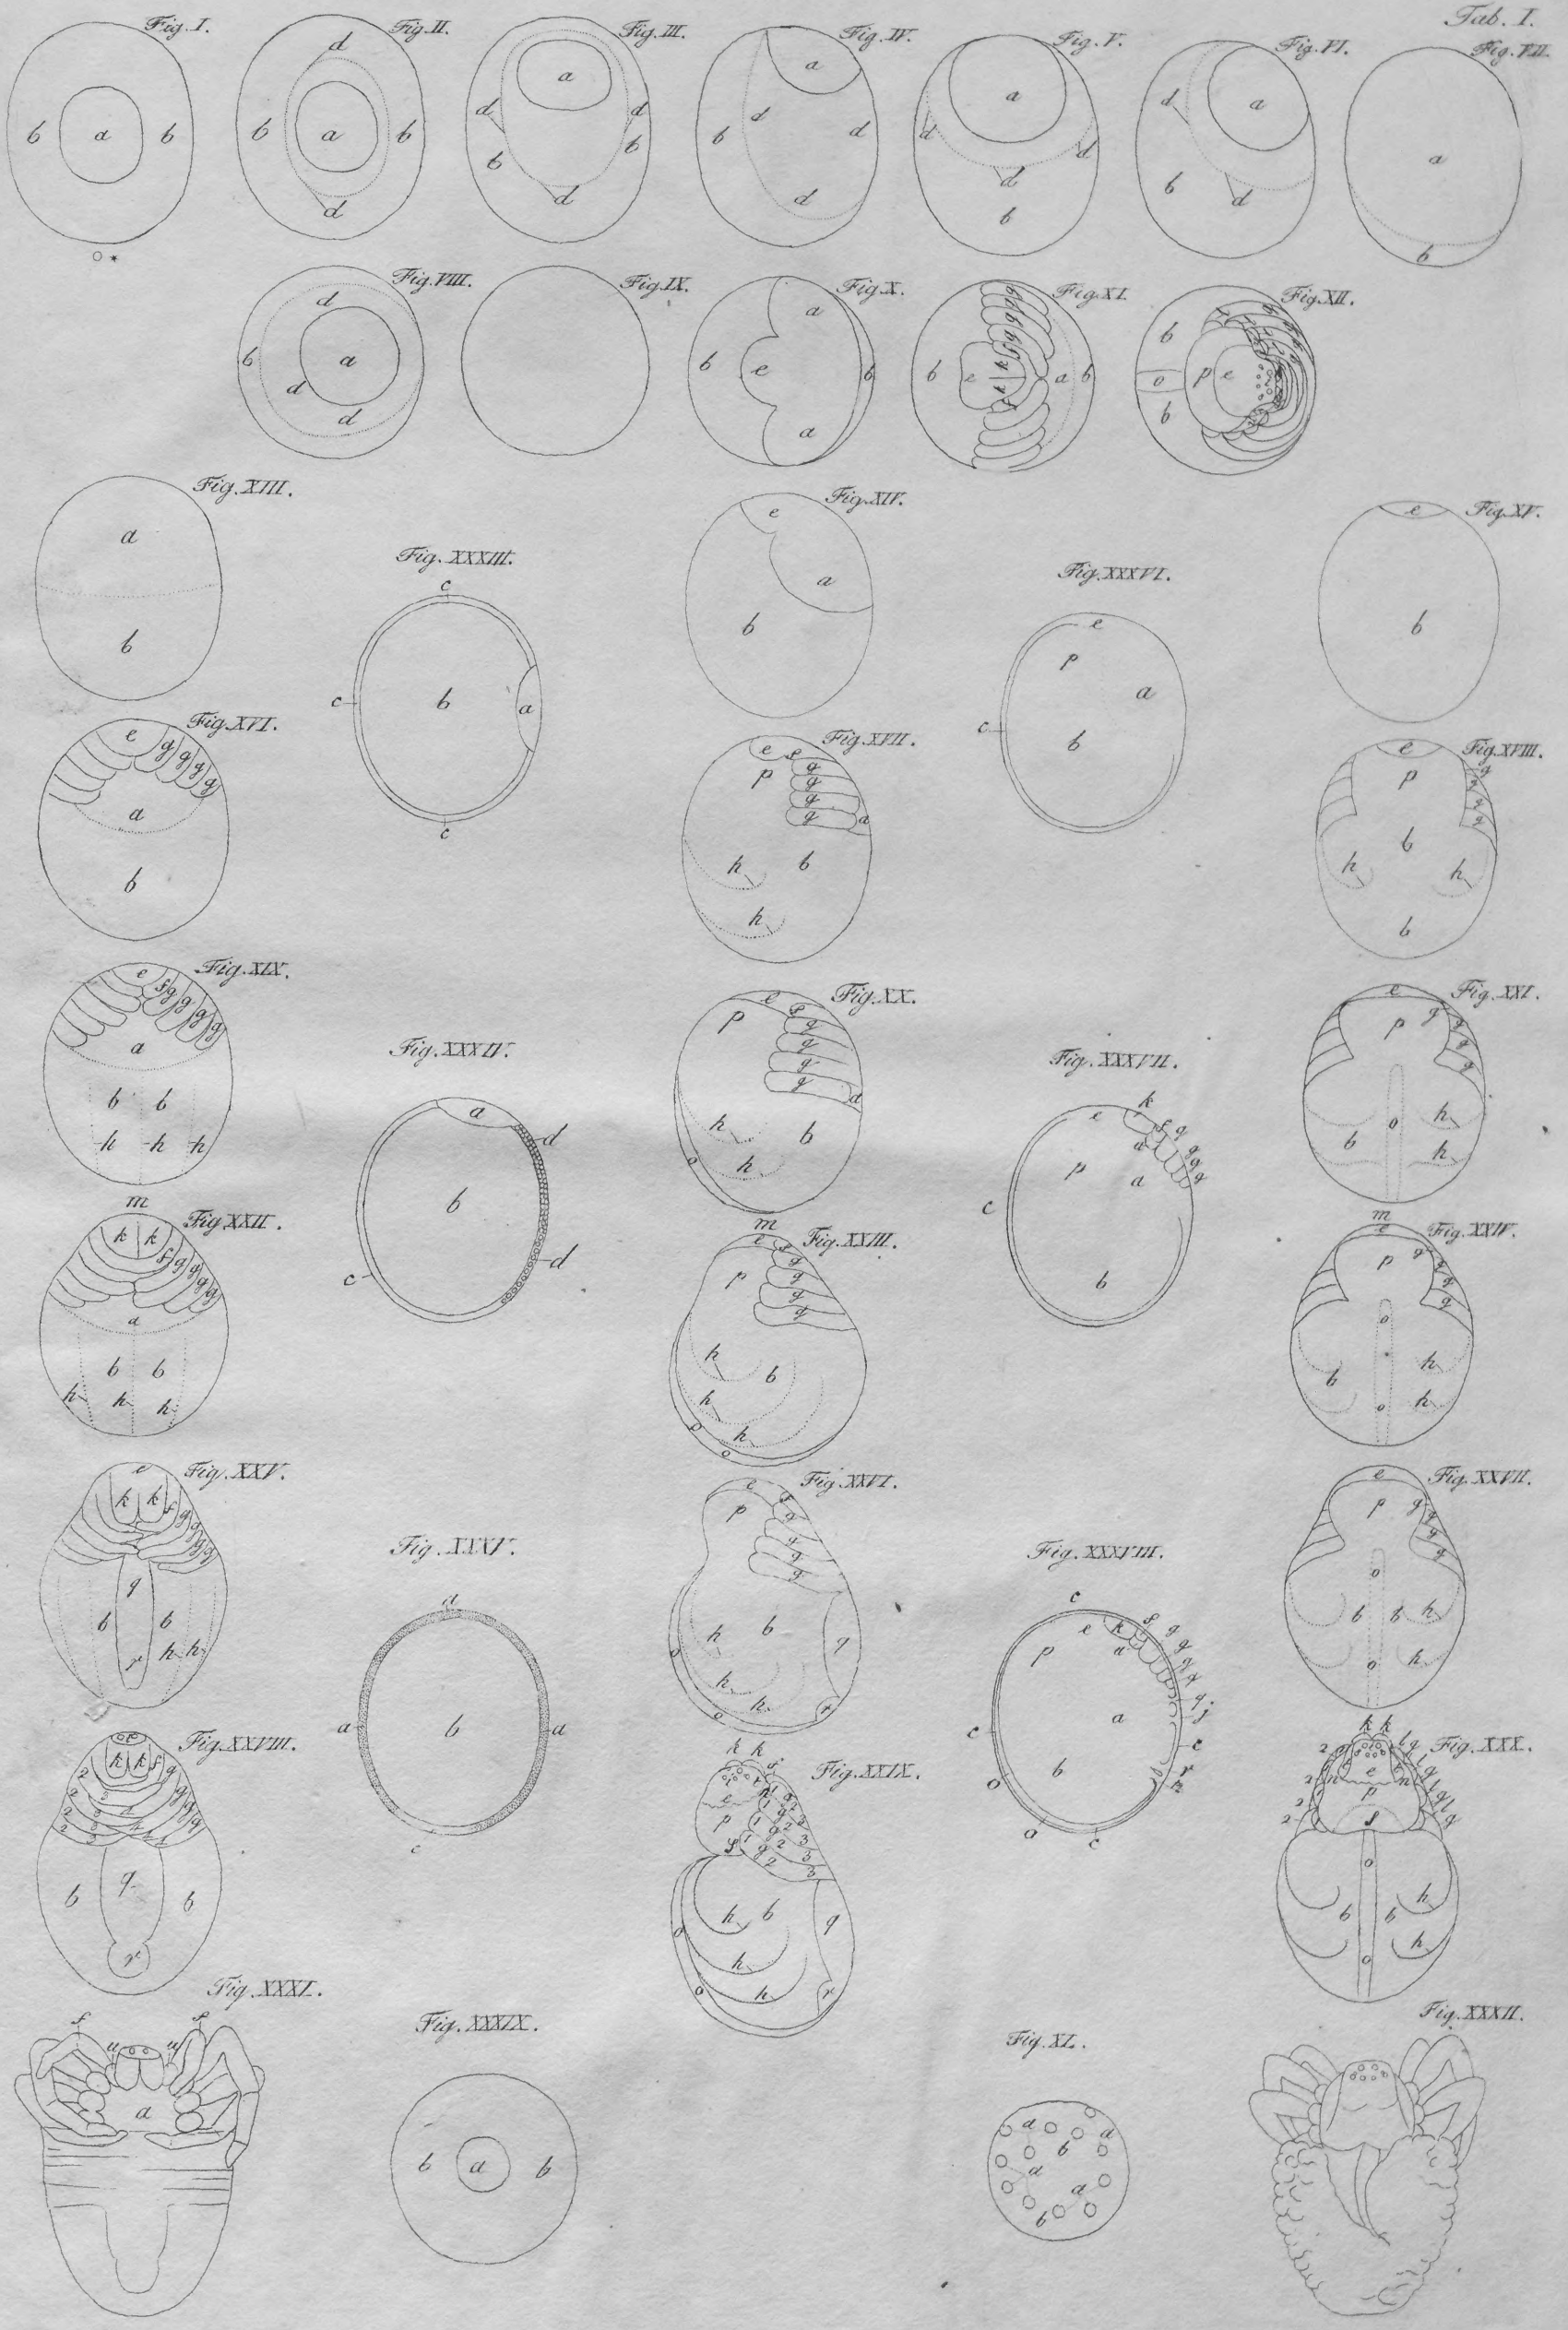 Tab. I.
Fig. I. Fig. II. Fig. III. Fig. IV. Fig. V. Fig. VI. Fig. VII.
d
a a a
a a
d d d d d
b a b b a b b d b d d b
b a
d d
d d d b
b
Fig. VIII. Fig. IX. Fig. X. Fig. XI. Fig. XII.
d
a b
b a b e b b e a b o p e
d
d a b
Fig. XIII. Fig. XIV. Fig. XV.
e e
a
Fig. XXXIII. Fig. XXXVI.
c a
b b e b
p
c b a a
c b
Fig. XVI. Fig. XVII. Fig. XVIII.
e g g g g e f g g g g e g
p p
a a
c b
b h b h h
h b
Fig. XIX. Fig. XX. Fig. XXI.
e f g g g g e f g g g g e g g g g
p p
a
Fig. XXXIV. Fig. XXXVII.
a d k
b b e f g g g g
h h h h b p a h
b o h c o
b h
Fig. XXII. Fig. XXIII. Fig. XXIV.
m m m
k k f g g g g e f g g g e g g g
p p
c d
a b o
b b h b h
h h h h b h
h o o
Fig. XXV. Fig. XXVI. Fig. XXVII.
e e e
k k f g g g g p f g g g g p g g g
Fig. XXXV. Fig. XXXVIII.
a c
q e k f g g g g o
b b b q p a b b h
r h h h h h o o h
a b a c a c
Fig. XXVIII. Fig. XXIX. Fig. XXX.
e k k k k
k k f g g g g e p e p
o b r
q h b q o
b b o h b b h
r h r h
c o c o
Fig. XXXI. Fig. XXXII.
f f
Fig. XXXIX. Fig. XL.
u u
a a a
b a b b
a a
b